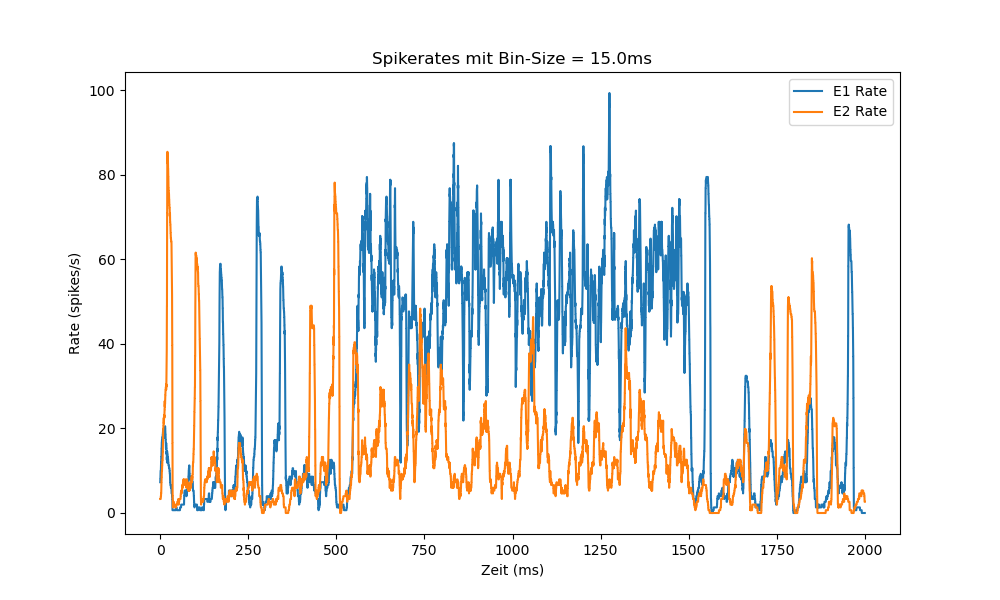 Spikerates mit Bin-Size = 15.0ms
E1 Rate
E2 Rate
Rate (spikes/s)
100
80
60
40
20
0
0 250 500 750 1000 1250 1500 1750 2000
Zeit (ms)